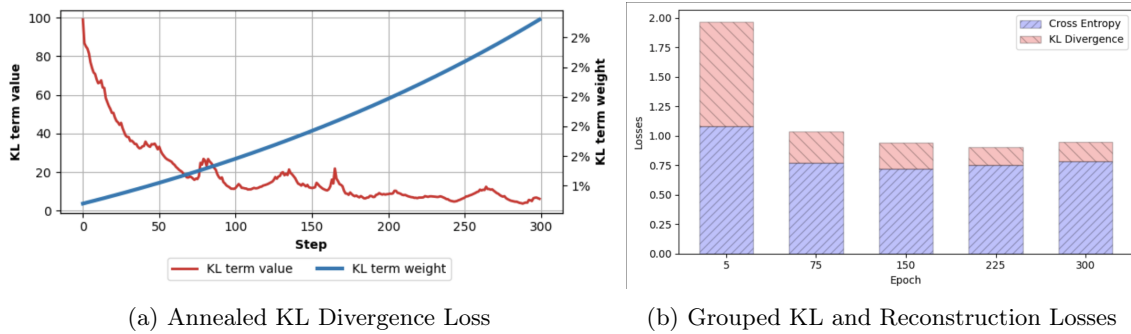 100
80
60
40
20
0
KL term value
2%
2%
2%
2%
2%
1%
KL term weight
0 50 100 150 200 250 300
Step
KL term value KL term weight
(a) Annealed KL Divergence Loss
2.00
1.75
1.50
1.25
1.00
0.75
0.50
0.25
0.00
Losses
Cross Entropy
KL Divergence
5 75 150 225 300
Epoch
(b) Grouped KL and Reconstruction Losses